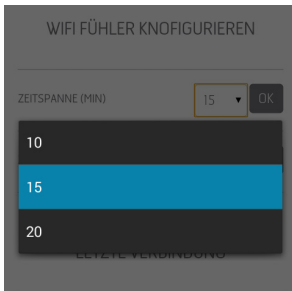 WIFI FÜHLER KNOFIGURIEREN
ZEITSPANNE (MIN) 15 OK
10
15
20
LETZTE VERBINDUNG